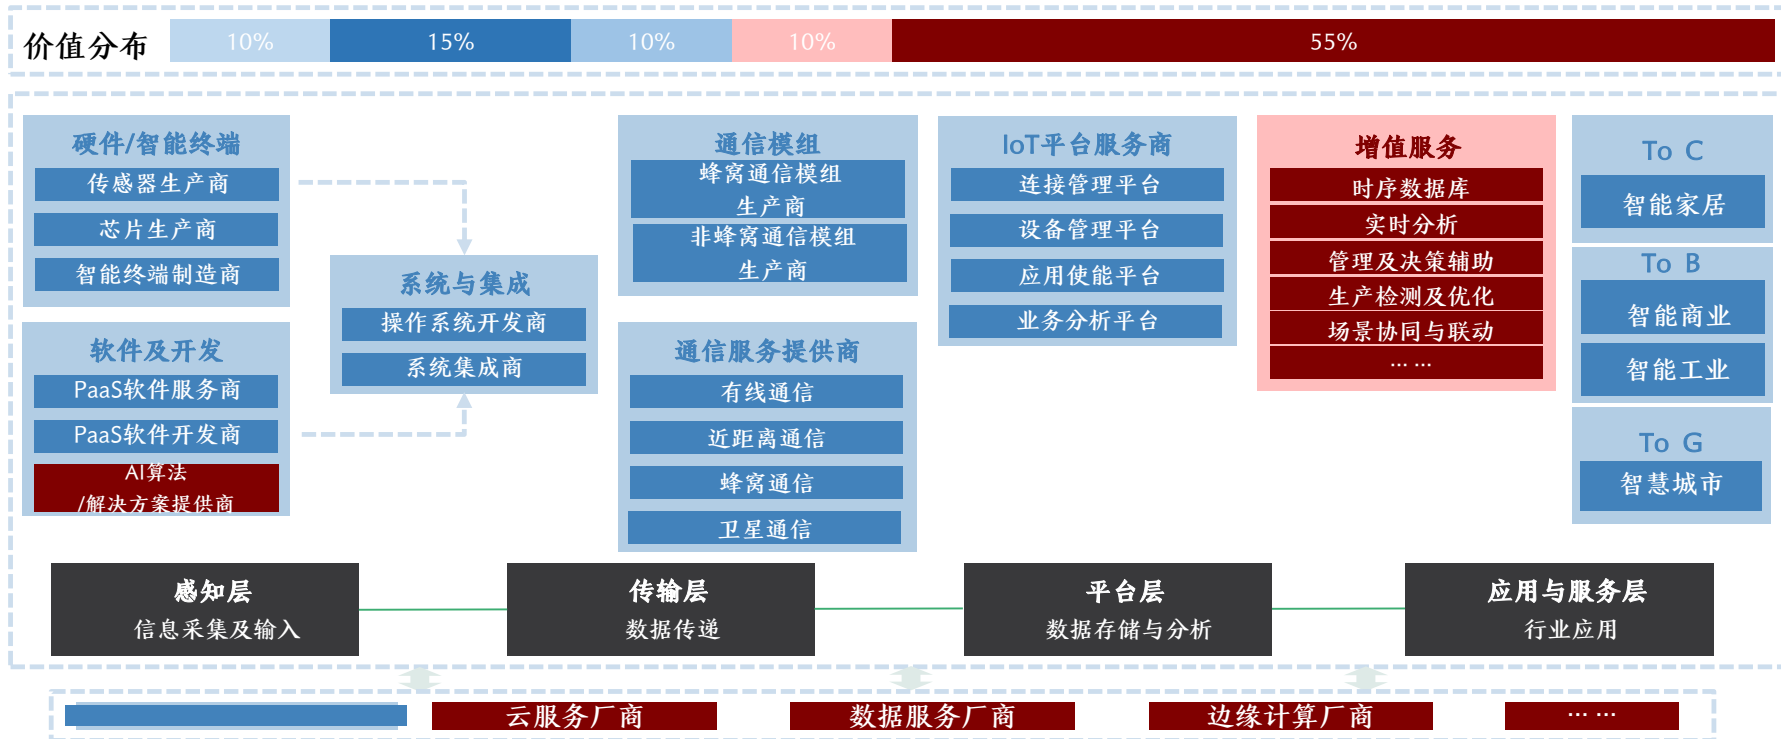 价值分布
10%
15%
10%
10%
55%
硬件/智能终端
传感器生产商
芯片生产商
智能终端制造商
软件及开发
PaaS软件服务商
PaaS软件开发商
AI算法
/解决方案提供商
系统与集成
操作系统开发商
系统集成商
通信模组
蜂窝通信模组
生产商
非蜂窝通信模组
生产商
通信服务提供商
有线通信
近距离通信
蜂窝通信
卫星通信
IoT平台服务商
连接管理平台
设备管理平台
应用使能平台
业务分析平台
增值服务
时序数据库
实时分析
管理及决策辅助
生产检测及优化
场景协同与联动
... ...
To C
智能家居
To B
智能商业
智能工业
To G
智慧城市
感知层
信息采集及输入
传输层
数据传递
平台层
数据存储与分析
应用与服务层
行业应用
云服务厂商
数据服务厂商
边缘计算厂商
... ...